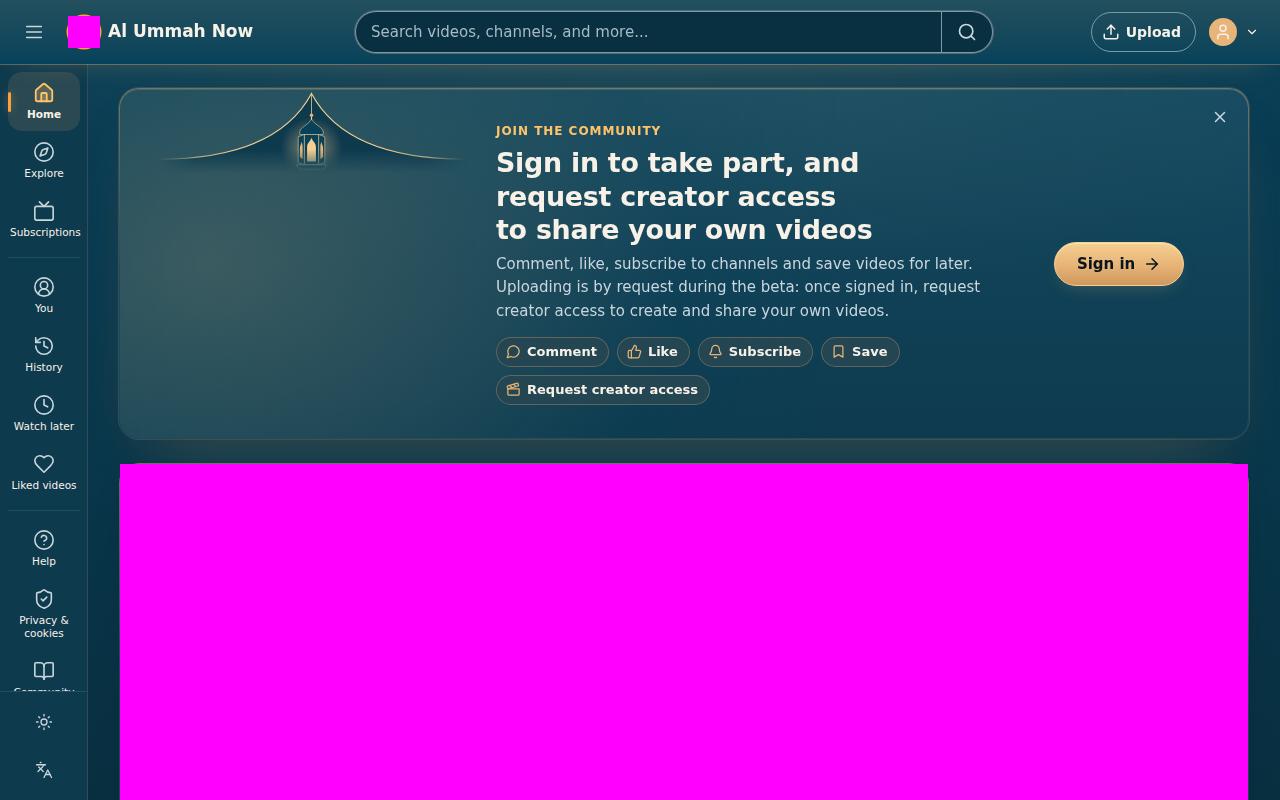 Al Ummah Now
Search videos, channels, and more...
Upload
Home
Explore
Subscriptions
You
History
Watch later
Liked videos
Help
Privacy &
cookies
Community
JOIN THE COMMUNITY
Sign in to take part, and
request creator access
to share your own videos
Comment, like, subscribe to channels and save videos for later.
Uploading is by request during the beta: once signed in, request
creator access to create and share your own videos.
Comment
Like
Subscribe
Save
Request creator access
Sign in